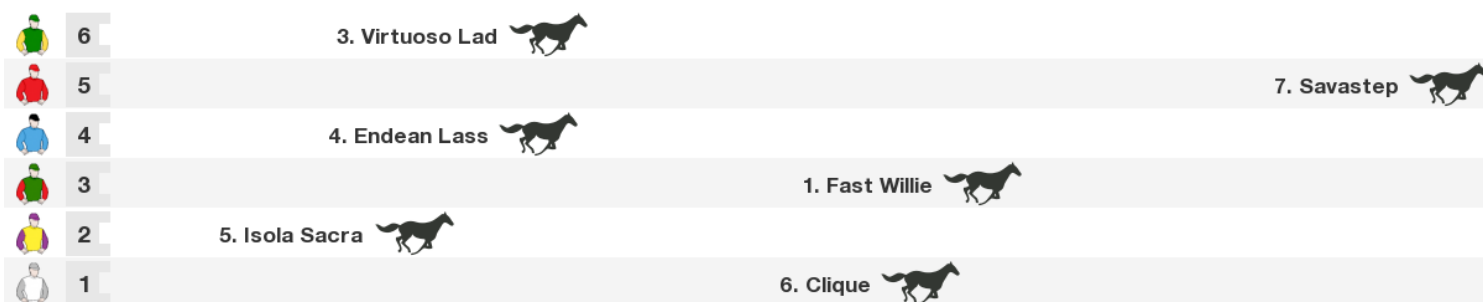 6 3. Virtuoso Lad
5 7. Savastep
4 4. Endean Lass
3 1. Fast Willie
2 5. Isola Sacra
1 6. Clique